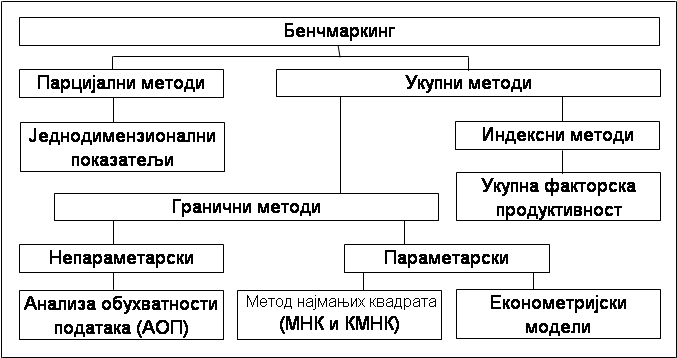 Бенчмаркинг
Парцијални методи
Укупни методи
Једнодимензионални
показатељи
Индексни методи
Укупна факторска
продуктивност
Гранични методи
Непараметарски
Параметарски
Анализа обухватности
података (АОП)
Метод најмањих квадрата
(МНК и КМНК)
Економетријски
модели